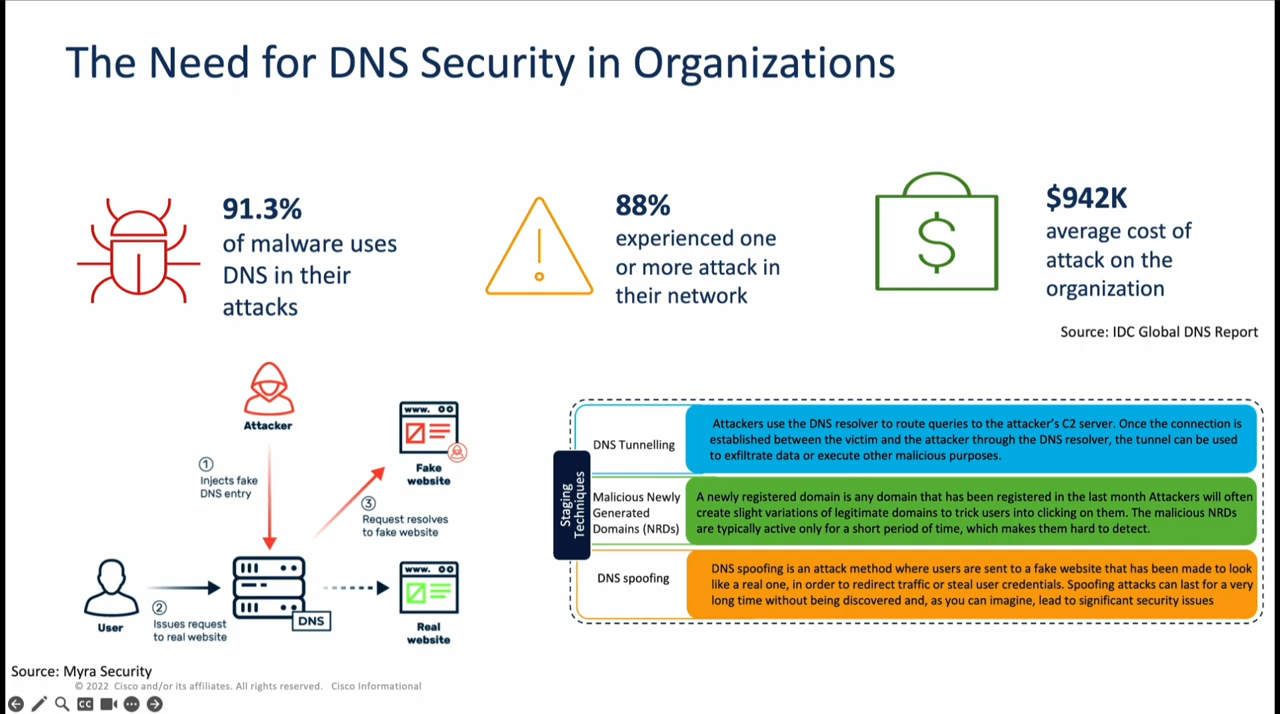 The Need for DNS Security in Organizations
91.3%
of malware uses
DNS in their
attacks
88%
experienced one
or more attack in
their network
$
$942K
average cost of
attack on the
organization
Source: IDC Global DNS Report
Attacker
1
Injects fake
DNS entry
www.
Fake
website
3
Request resolves
to fake website
User
2
Issues request
to real website
DNS
www.
Real
website
Staging
Techniques
DNS Tunnelling
Attackers use the DNS resolver to route queries to the attacker's C2 server. Once the connection is
established between the victim and the attacker through the DNS resolver, the tunnel can be used
to exfiltrate data or execute other malicious purposes.
Malicious Newly
Generated
Domains (NRDs)
A newly registered domain is any domain that has been registered in the last month Attackers will often
create slight variations of legitimate domains to trick users into clicking on them. The malicious NRDs
are typically active only for a short period of time, which makes them hard to detect.
DNS spoofing
DNS spoofing is an attack method where users are sent to a fake website that has been made to look
like a real one, in order to redirect traffic or steal user credentials. Spoofing attacks can last for a very
long time without being discovered and, as you can imagine, lead to significant security issues
Source: Myra Security
© 2022 Cisco and/or its affiliates. All rights reserved. Cisco Informational
CC